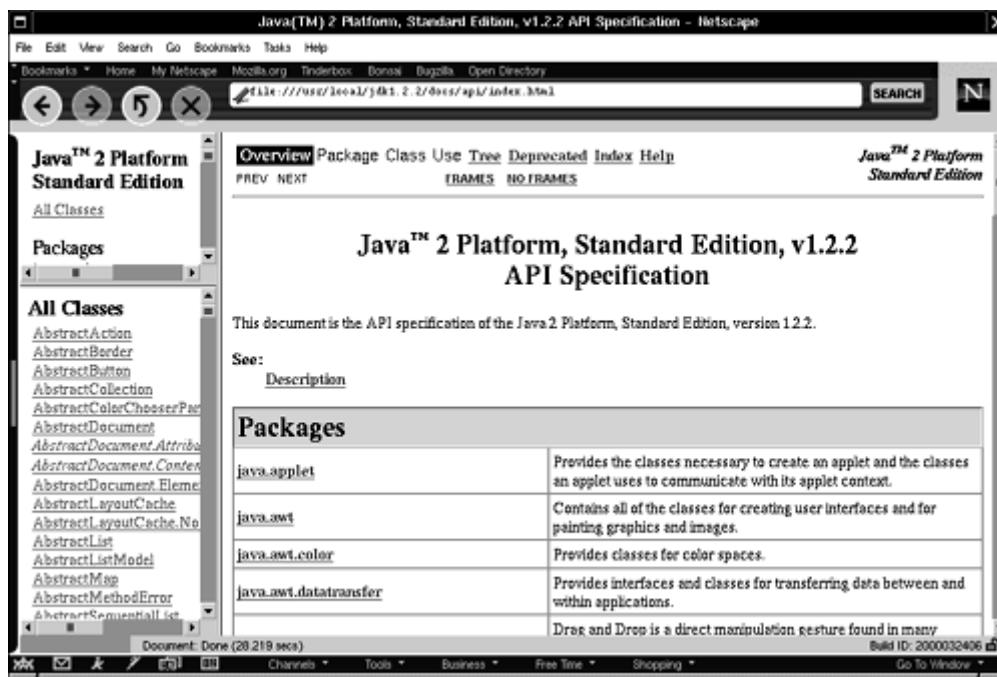 Java(TM) 2 Platform, Standard Edition, v1.2.2 API Specification - Netscape
File Edit View Search Go Bookmarks Tasks Help
Bookmarks Home My Netscape Mozilla.org Tinderbox Bonsai Bugzilla Open Directory
file:///usr/local/jdk1.2.2/docs/api/index.html SEARCH N
Java™ 2 Platform
Standard Edition
All Classes
Packages
All Classes
AbstractAction
AbstractBorder
AbstractButton
AbstractCollection
AbstractColorChooserPan
AbstractDocument
AbstractDocument.Attribu
AbstractDocument.Conten
AbstractDocument.Eleme
AbstractLayoutCache
AbstractLayoutCache.No
AbstractList
AbstractListModel
AbstractMap
AbstractMethodError
AbstractSequentialList
Overview Package Class Use Tree Deprecated Index Help
PREV NEXT FRAMES NO FRAMES
Java™ 2 Platform
Standard Edition
Java™ 2 Platform, Standard Edition, v1.2.2
API Specification
This document is the API specification of the Java 2 Platform, Standard Edition, version 1.2.2.
See:
Description
Packages
java.applet
Provides the classes necessary to create an applet and the classes
an applet uses to communicate with its applet context.
java.awt
Contains all of the classes for creating user interfaces and for
painting graphics and images.
java.awt.color
Provides classes for color spaces.
java.awt.datatransfer
Provides interfaces and classes for transferring data between and
within applications.
Drag and Drop is a direct manipulation gesture found in many
Document: Done (28.219 secs) Build ID: 2000032406
Channels Tools Business Free Time Shopping Go To Window